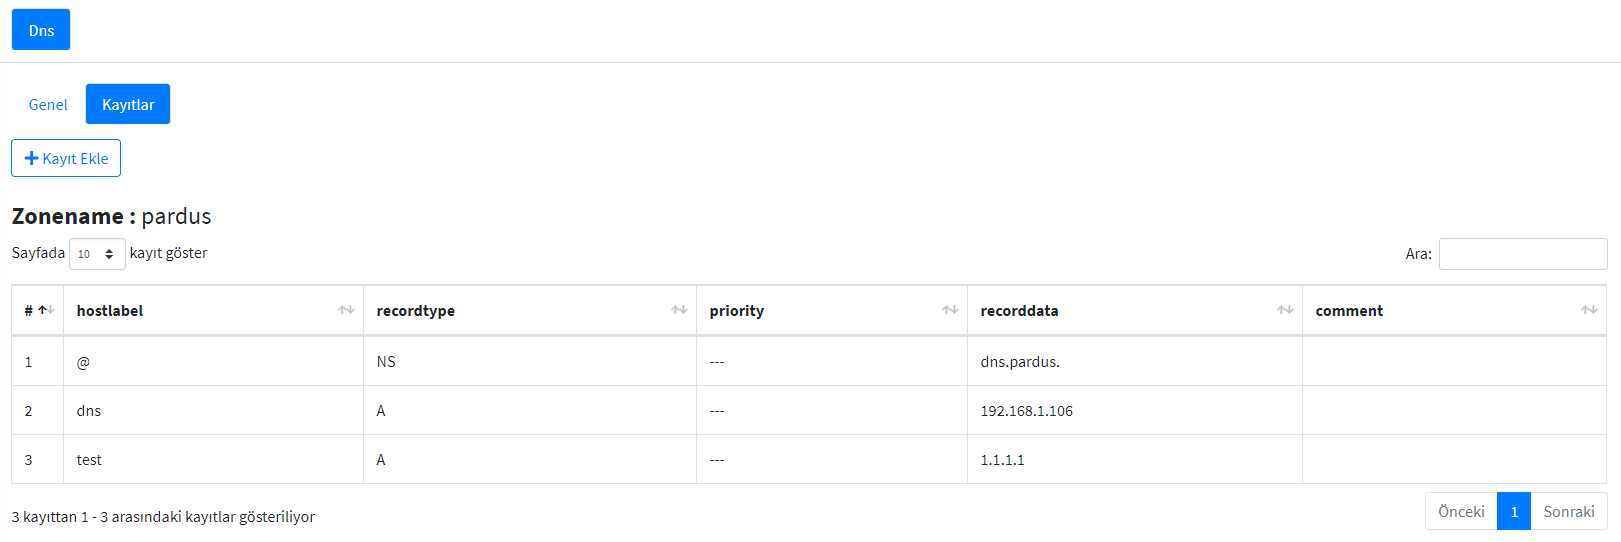 Dns
Genel Kayıtlar
Kayıt Ekle
Zonename : pardus
Sayfada 10 kayıt göster Ara:
# hostlabel recordtype priority recorddata comment
1 @ NS --- dns.pardus.
2 dns A --- 192.168.1.106
3 test A --- 1.1.1.1
3 kayıttan 1 - 3 arasındaki kayıtlar gösteriliyor Önceki 1 Sonraki